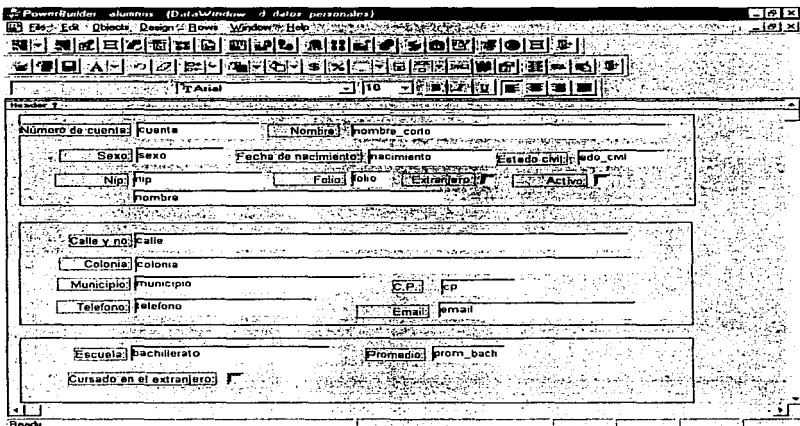 PowerBuilder - alumnos - (DataWindow - d datos personales)
File Edit Objects Design Rows Window Help
Arial 10
Header ?
Número de cuenta: cuenta Nombre: nombre_corto
Sexo: sexo Fecha de nacimiento: nacimiento Estado civil: edo_civil
Nip: nip Folio: folio Extranjero: Activo:
nombre
Calle y no: calle
Colonia: colonia
Municipio: municipio C.P.: cp
Telefono: telefono Email: email
Escuela: bachillerato Promedio: prom_bach
Cursado en el extranjero:
Ready